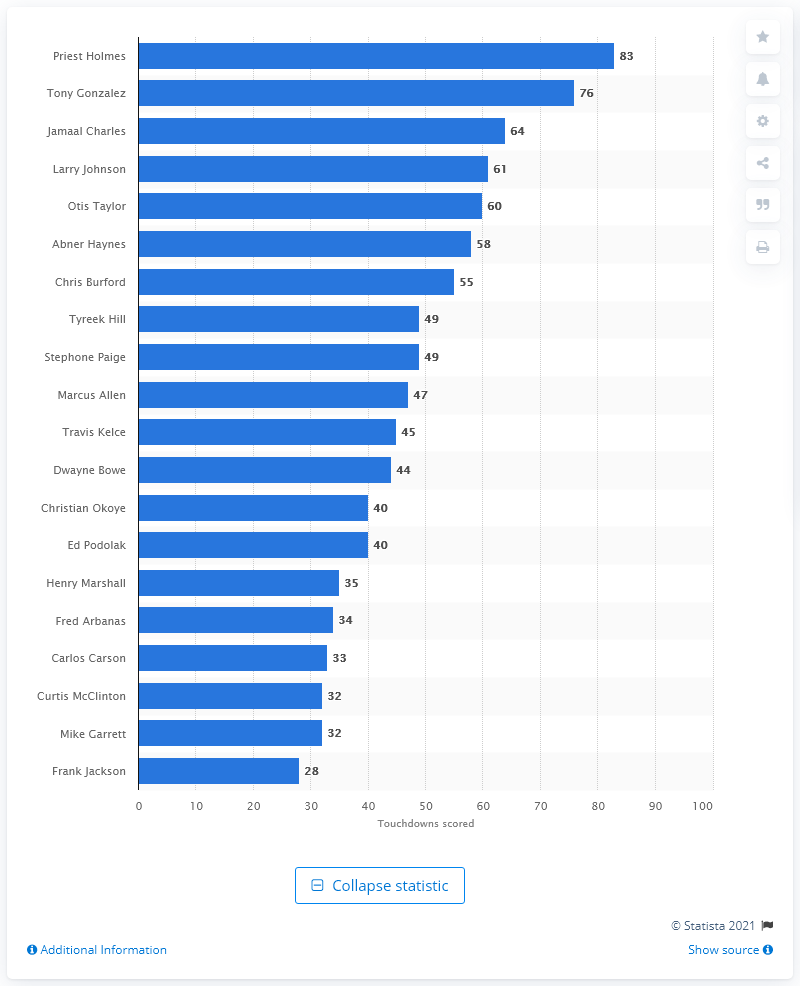 Priest Holmes 83
Tony Gonzalez 76
Jamaal Charles 64
Larry Johnson 61
Otis Taylor 60
Abner Haynes 58
Chris Burford 55
Tyreek Hill 49
Stephone Paige 49
Marcus Allen 47
Travis Kelce 45
Dwayne Bowe 44
Christian Okoye 40
Ed Podolak 40
Henry Marshall 35
Fred Arbanas 34
Carlos Carson 33
Curtis McClinton 32
Mike Garrett 32
Frank Jackson 28
0 10 20 30 40 50 60 70 80 90 100
Touchdowns scored
Collapse statistic
© Statista 2021
Additional Information Show source